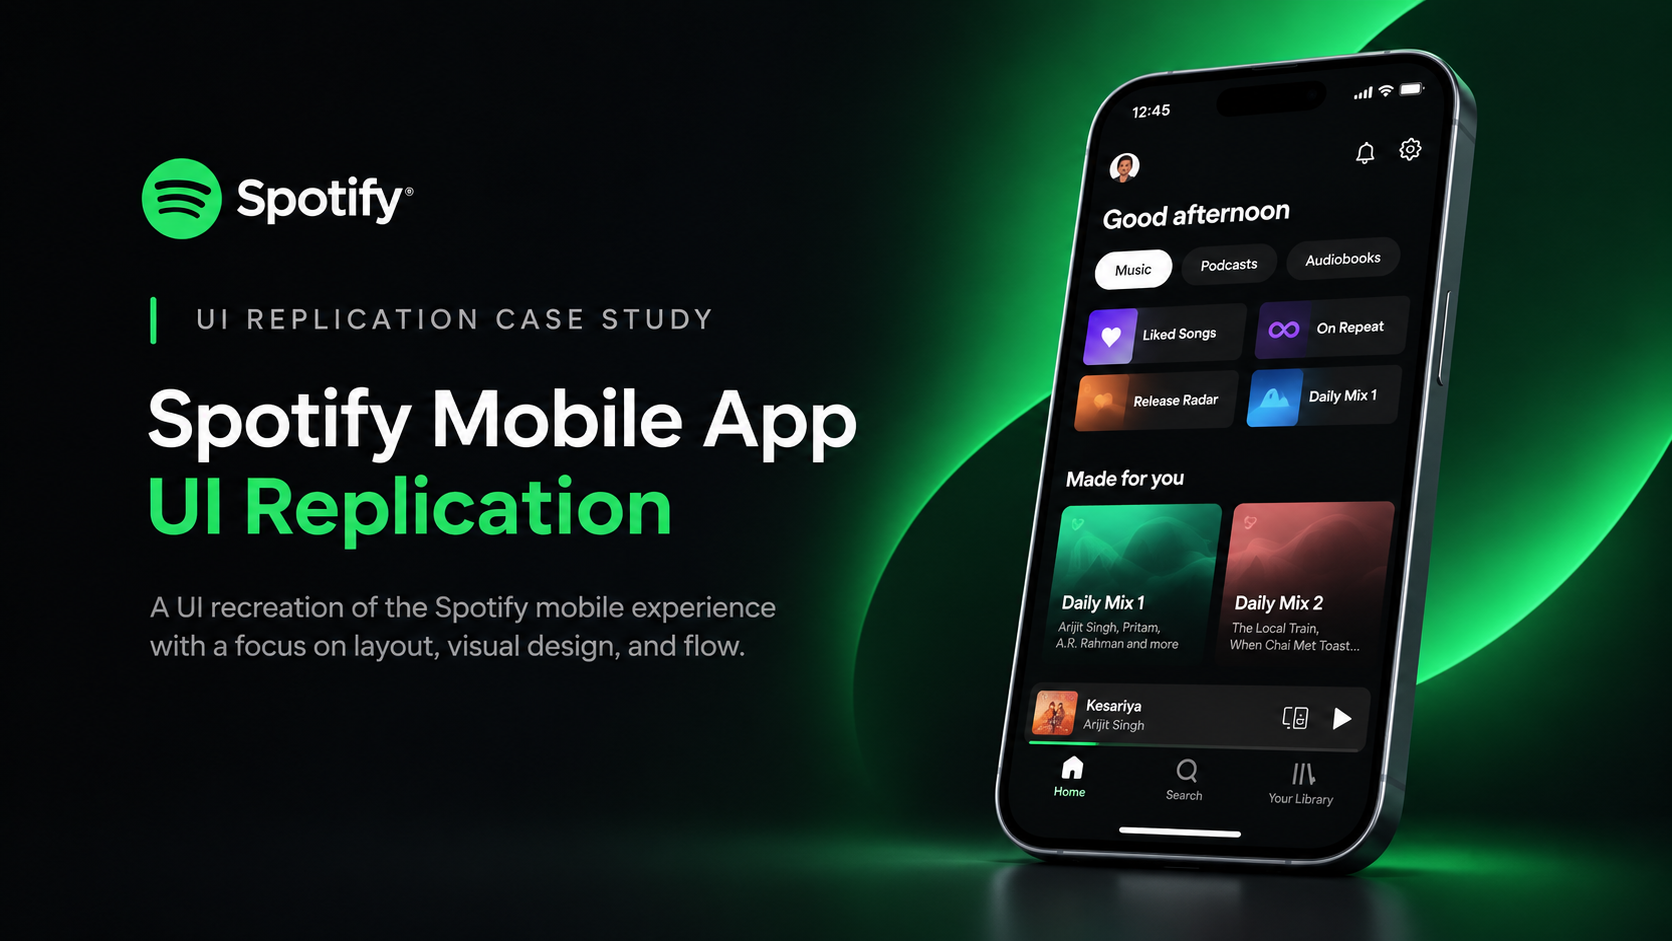 Spotify®
UI REPLICATION CASE STUDY
Spotify Mobile App
UI Replication
A UI recreation of the Spotify mobile experience
with a focus on layout, visual design, and flow.
12:45
Good afternoon
Music Podcasts Audiobooks
Liked Songs On Repeat
Release Radar Daily Mix 1
Made for you
Daily Mix 1
Arijit Singh, Pritam,
A.R. Rahman and more
Daily Mix 2
The Local Train,
When Chai Met Toast...
Kesariya
Arijit Singh
Home Search Your Library